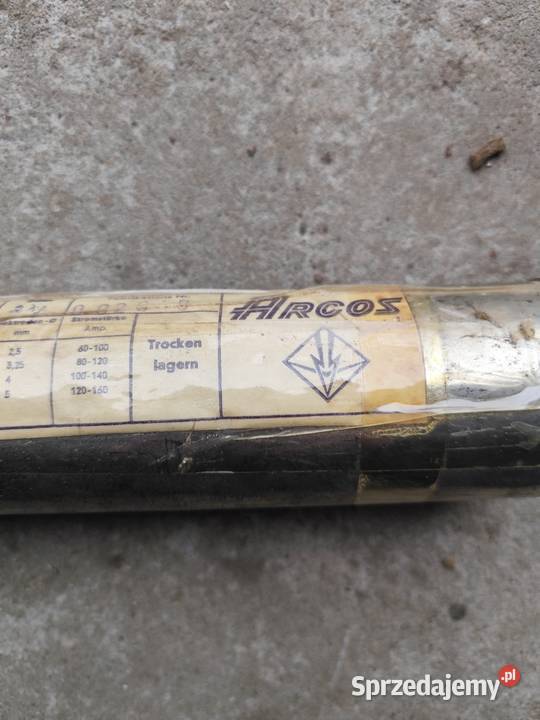 ARCOS
mm
Stromstärke
Amp.
2,5 60-100
3,25 80-120
4 100-140
5 120-160
Trocken
lagern
Sprzedajemy.pl